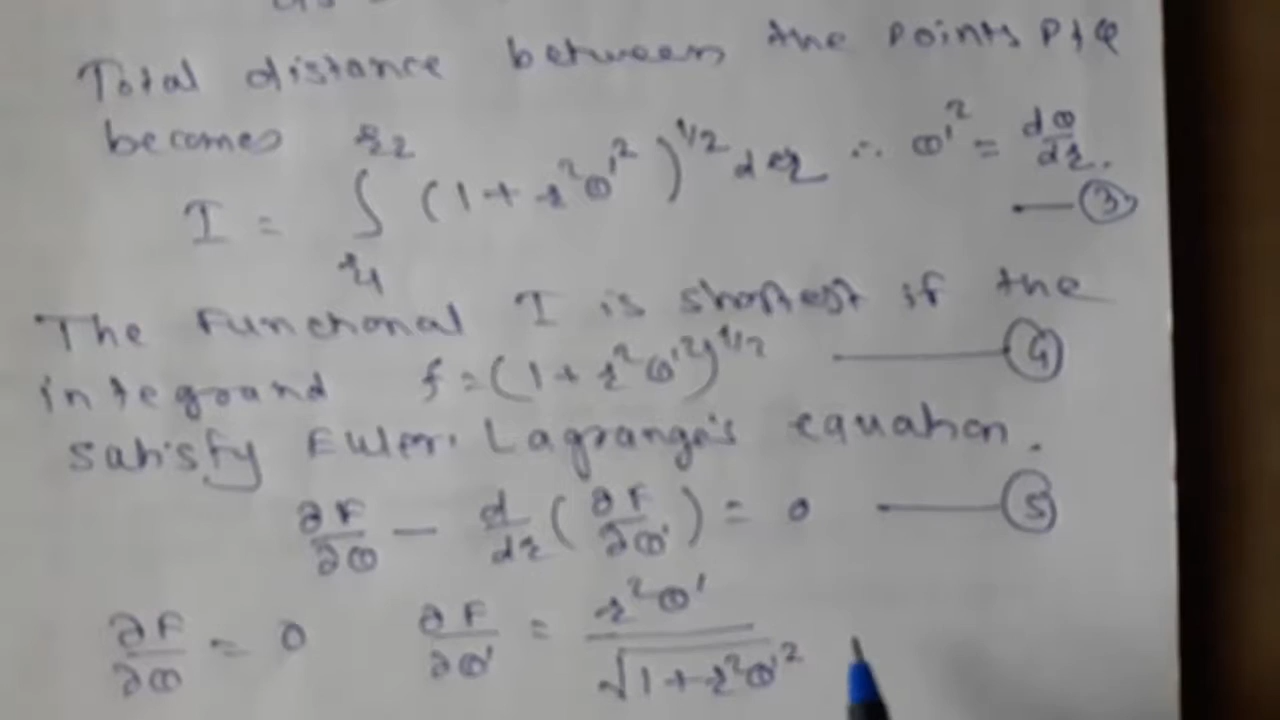 Total distance between the points P & Q
becomes
I = ∫_{r1}^{r2} (1 + r²θ'²)^{1/2} dr ∴ θ'² = dθ/dr. —(3)
The Functional I is shortest if the
integrand f = (1 + r²θ'²)^{1/2} —(4)
satisfy Euler. Lagrange's equation.
∂F/∂θ − d/dr (∂F/∂θ') = 0 —(5)
∂F/∂θ = 0 ∂F/∂θ' = r²θ'/√(1 + r²θ'²)